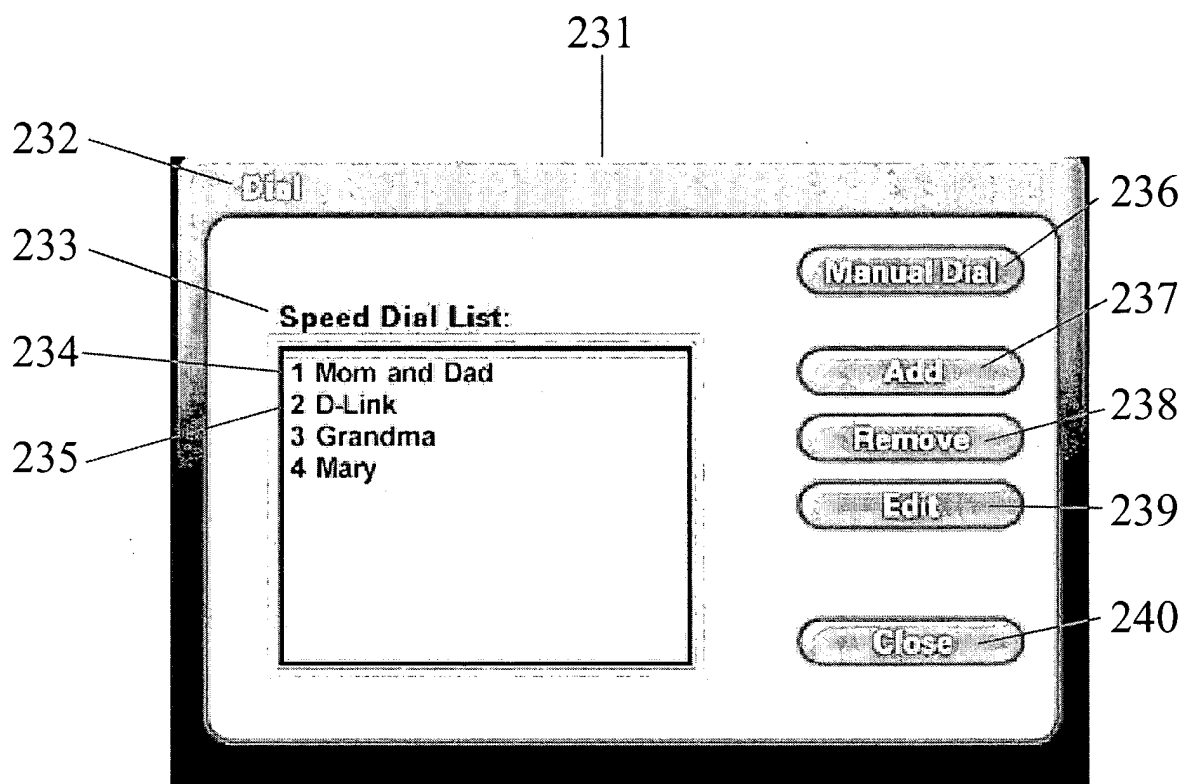 231
232
Dial
236
233
Manual Dial
237
Speed Dial List:
234
1 Mom and Dad
Add
2 D-Link
238
235
3 Grandma
Remove
4 Mary
Edit
239
240
Close